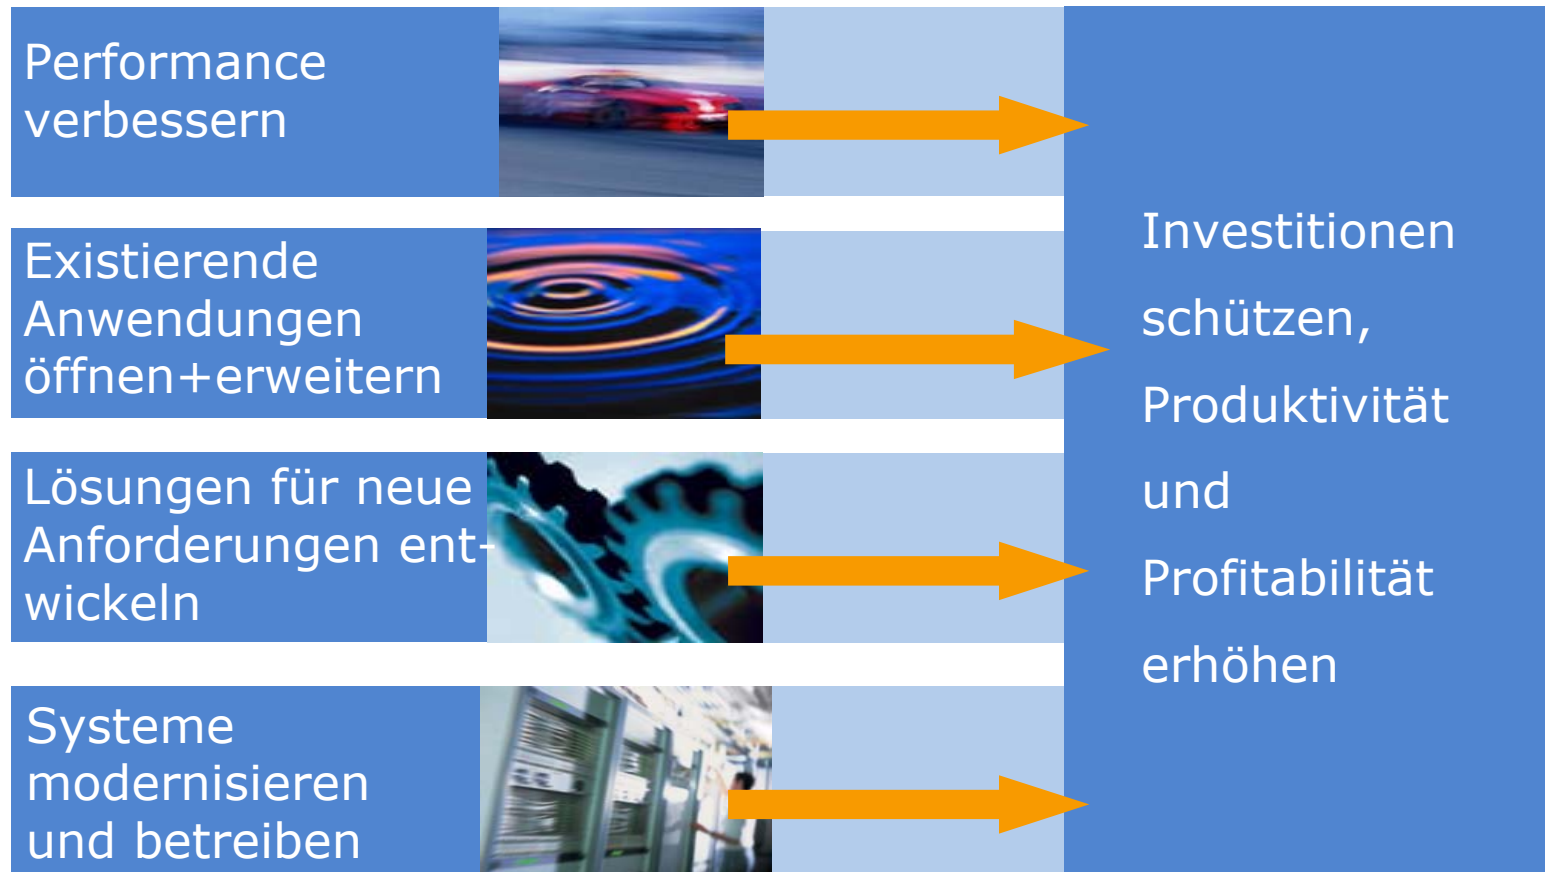 Performance
verbessern
Existierende
Anwendungen
öffnen+erweitern
Lösungen für neue
Anforderungen ent-
wickeln
Systeme
modernisieren
und betreiben
Investitionen
schützen,
Produktivität
und
Profitabilität
erhöhen